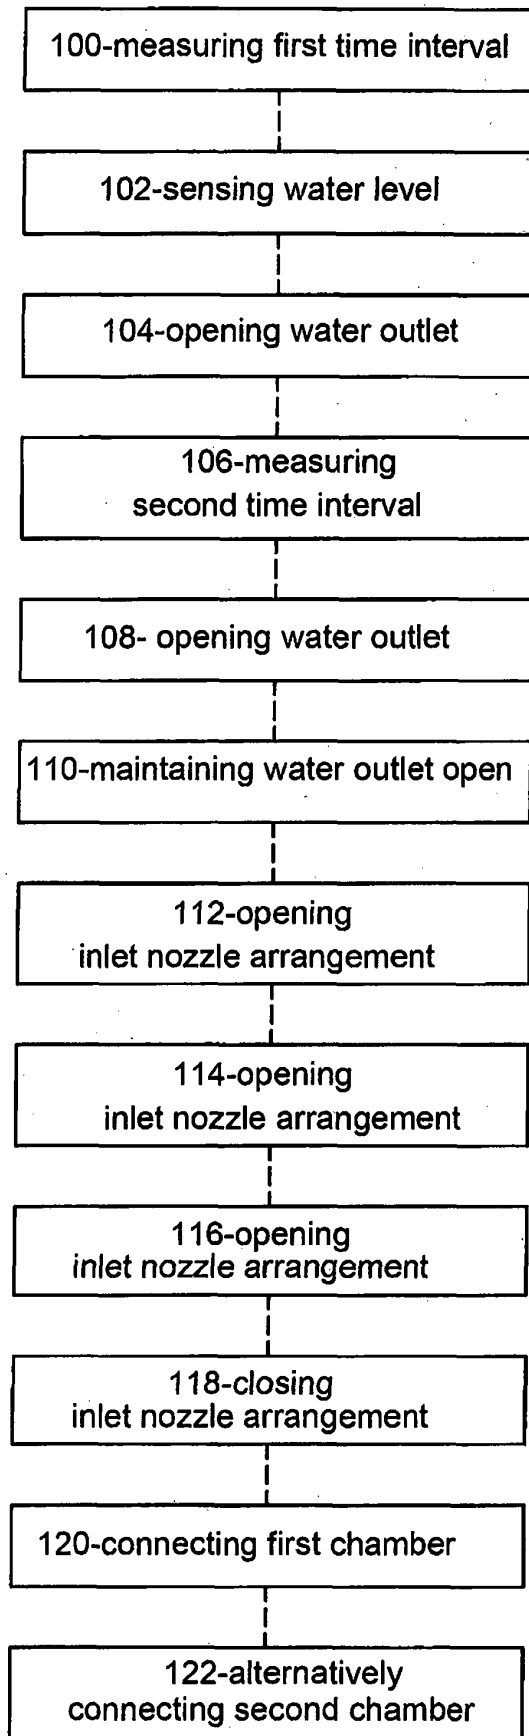 100-measuring first time interval
102-sensing water level
104-opening water outlet
106-measuring
second time interval
108- opening water outlet
110-maintaining water outlet open
112-opening
inlet nozzle arrangement
114-opening
inlet nozzle arrangement
116-opening
inlet nozzle arrangement
118-closing
inlet nozzle arrangement
120-connecting first chamber
122-alternatively
connecting second chamber